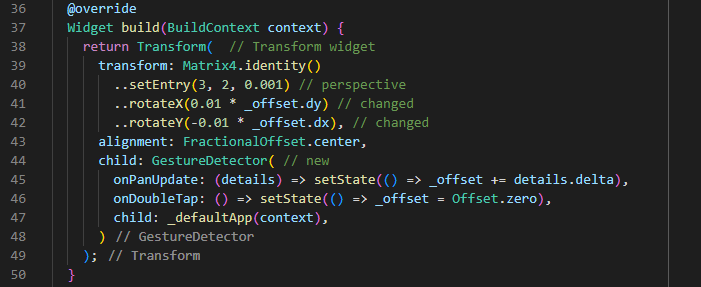 36 @override
37 Widget build(BuildContext context) {
38 return Transform( // Transform widget
39 transform: Matrix4.identity()
40 ..setEntry(3, 2, 0.001) // perspective
41 ..rotateX(0.01 * _offset.dy) // changed
42 ..rotateY(-0.01 * _offset.dx), // changed
43 alignment: FractionalOffset.center,
44 child: GestureDetector( // new
45 onPanUpdate: (details) => setState(() => _offset += details.delta),
46 onDoubleTap: () => setState(() => _offset = Offset.zero),
47 child: _defaultApp(context),
48 ) // GestureDetector
49 ); // Transform
50 }